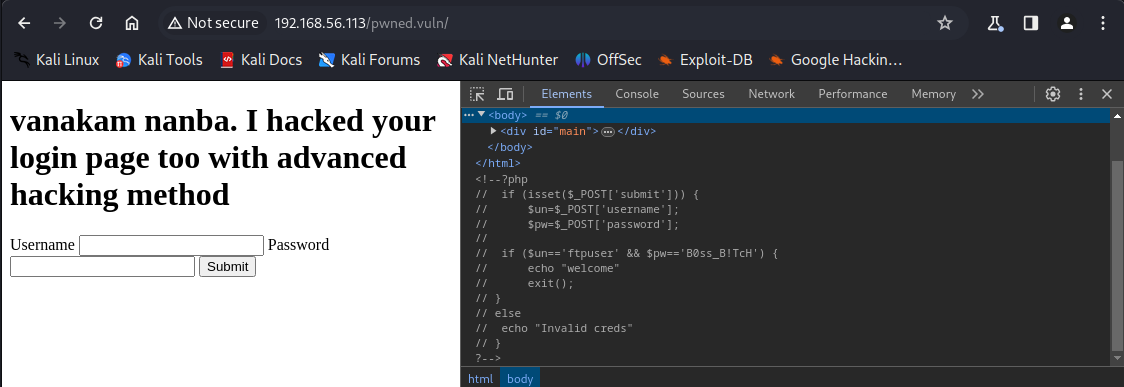 Not secure 192.168.56.113/pwned.vuln/
Kali Linux Kali Tools Kali Docs Kali Forums Kali NetHunter OffSec Exploit-DB Google Hackin...
vanakam nanba. I hacked your
login page too with advanced
hacking method
Username Password
Submit
Elements Console Sources Network Performance Memory
<body> == $0
<div id="main"> </div>
</body>
</html>
<!--?php
//  if (isset($_POST['submit'])) {
//      $un=$_POST['username'];
//      $pw=$_POST['password'];
//
//  if ($un=='ftpuser' && $pw=='B0ss_B!TcH') {
//      echo "welcome"
//      exit();
// }
// else
//  echo "Invalid creds"
// }
?-->
html body